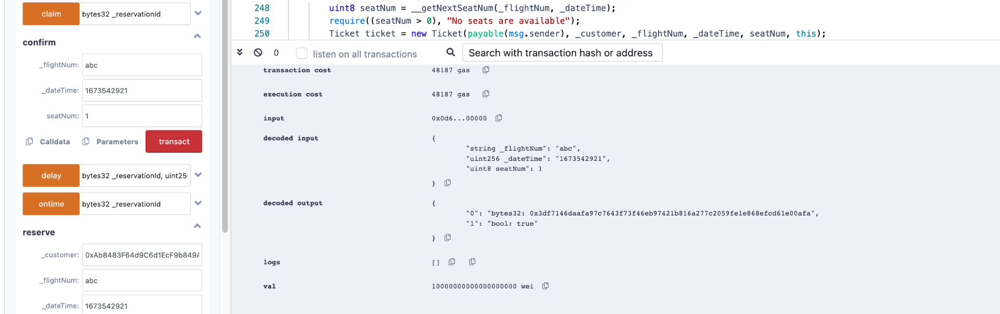 claim
bytes32 _reservationId
confirm
_flightNum:
abc
_dateTime:
1673542921
seatNum:
1
Calldata
Parameters
transact
delay
bytes32 _reservationId, uint25
ontime
bytes32 _reservationId
reserve
_customer:
0xAb8483F64d9C6d1EcF9b849A
_flightNum:
abc
_dateTime:
1673542921
248 uint8 seatNum = __getNextSeatNum(_flightNum, _dateTime);
249 require((seatNum > 0), "No seats are available");
250 Ticket ticket = new Ticket(payable(msg.sender), _customer, _flightNum, _dateTime, seatNum, this);
0
listen on all transactions
Search with transaction hash or address
transaction cost 48187 gas
execution cost 48187 gas
input 0x0d6...00000
decoded input {
"string _flightNum": "abc",
"uint256 _dateTime": "1673542921",
"uint8 seatNum": 1
}
decoded output {
"0": "bytes32: 0x3df7146daafa97c7643f73f46eb97421b816a277c2059fe1e868efcd61e00afa",
"1": "bool: true"
}
logs []
val 10000000000000000000 wei